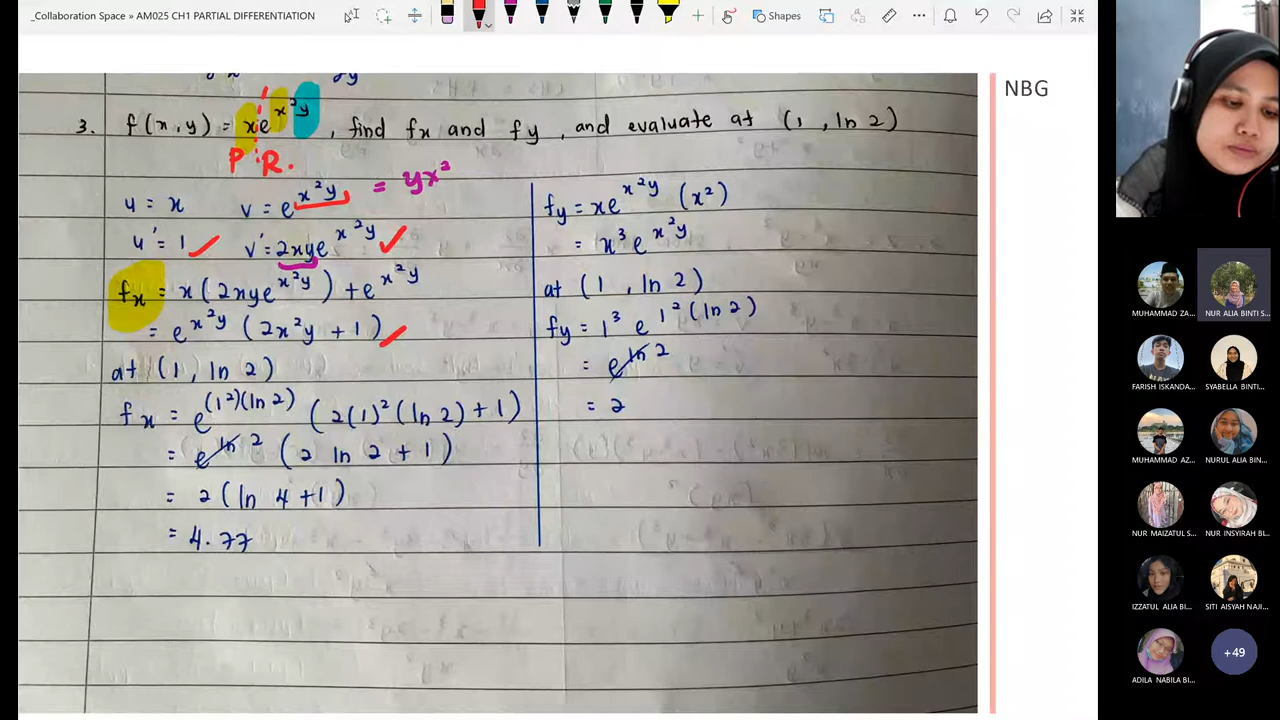 _Collaboration Space » AM025 CH1 PARTIAL DIFFERENTIATION
Shapes
NBG
3. f(x,y) = xe^(x²y), find fx and fy, and evaluate at (1, ln 2)
P.R.
u = x v = e^(x²y) = yx²
u' = 1 ✓ v' = 2xye^(x²y) ✓
fx = x(2xye^(x²y)) + e^(x²y)
= e^(x²y) (2x²y + 1)
at (1, ln 2)
fx = e^((1²)(ln 2)) (2(1)²(ln 2) + 1)
= e^(ln 2) (2 ln 2 + 1)
= 2(ln 4 + 1)
= 4.77
fy = xe^(x²y) (x²)
= x³ e^(x²y)
at (1, ln 2)
fy = 1³ e^(1²(ln 2))
= e^(ln 2)
= 2
MUHAMMAD ZA...
NUR ALIA BINTI S...
FARISH ISKANDA...
SYABELLA BINTI...
MUHAMMAD AZ...
NURUL ALIA BIN...
NUR MAIZATUL S...
NUR INSYIRAH BI...
IZZATUL ALIA BI...
SITI AISYAH NAJI...
ADILA NABILA BI...
+49